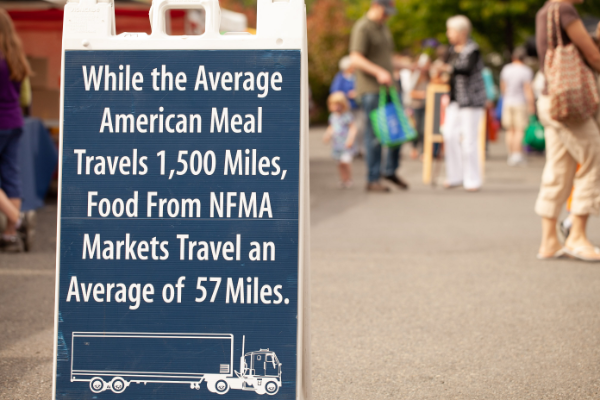 While the Average
American Meal
Travels 1,500 Miles,
Food From NFMA
Markets Travel an
Average of 57 Miles.